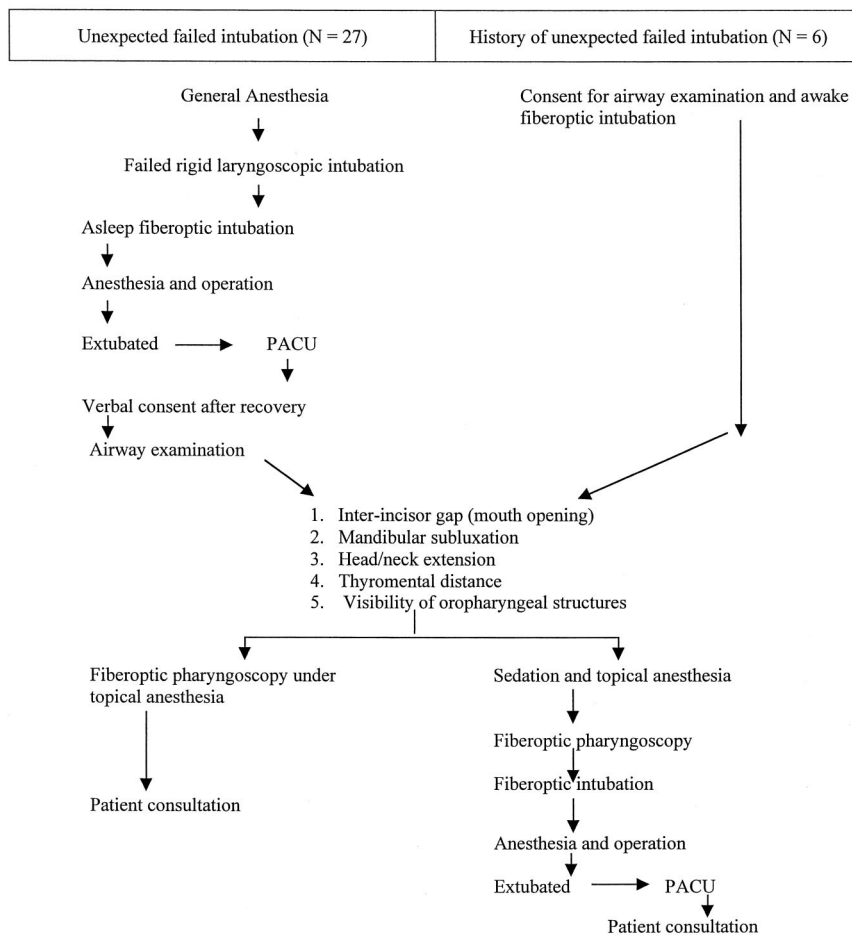 Unexpected failed intubation (N = 27)
History of unexpected failed intubation (N = 6)
General Anesthesia
Failed rigid laryngoscopic intubation
Asleep fiberoptic intubation
Anesthesia and operation
Extubated
PACU
Verbal consent after recovery
Airway examination
Consent for airway examination and awake
fiberoptic intubation
1. Inter-incisor gap (mouth opening)
2. Mandibular subluxation
3. Head/neck extension
4. Thyromental distance
5. Visibility of oropharyngeal structures
Fiberoptic pharyngoscopy under
topical anesthesia
Patient consultation
Sedation and topical anesthesia
Fiberoptic pharyngoscopy
Fiberoptic intubation
Anesthesia and operation
Extubated
PACU
Patient consultation